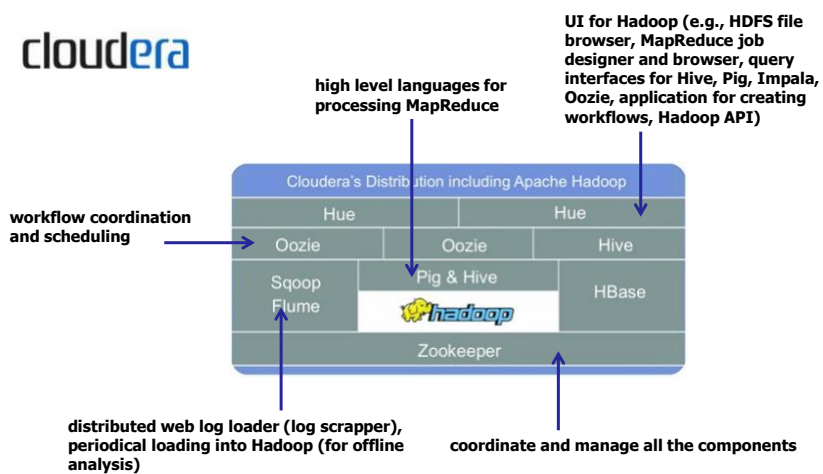 cloudera
UI for Hadoop (e.g., HDFS file
browser, MapReduce job
designer and browser, query
interfaces for Hive, Pig, Impala,
Oozie, application for creating
workflows, Hadoop API)
high level languages for
processing MapReduce
Cloudera's Distribution including Apache Hadoop
Hue
Hue
workflow coordination
and scheduling
Oozie
Oozie
Hive
Sqoop
Flume
Pig & Hive
hadoop
HBase
Zookeeper
distributed web log loader (log scrapper),
periodical loading into Hadoop (for offline
analysis)
coordinate and manage all the components